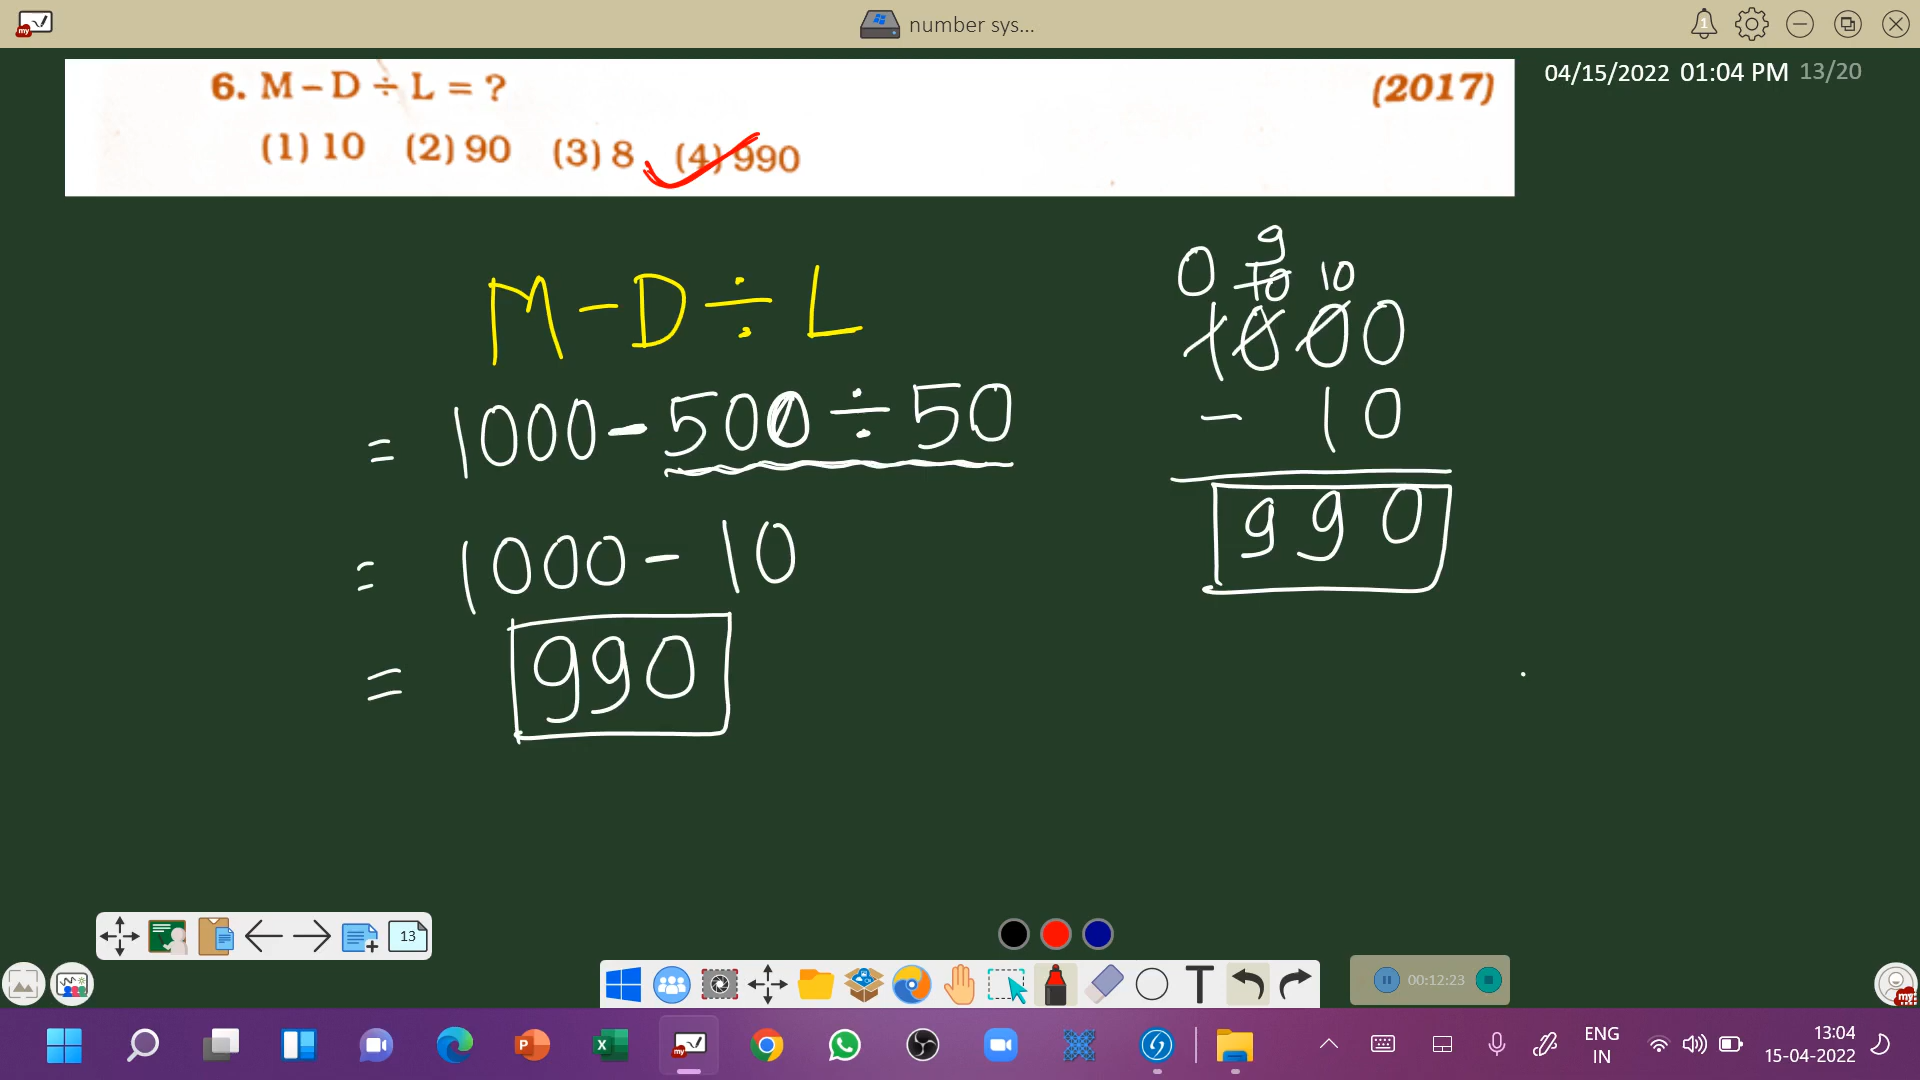 number sys...
04/15/2022 01:04 PM 13/20
6. M – D ÷ L = ? (2017)
(1) 10 (2) 90 (3) 8 (4) 990
M - D ÷ L
= 1000 - 500 ÷ 50
= 1000 - 10
= 990
9
0 10 10
1000
- 10
990
13
00:12:23
ENG
IN
13:04
15-04-2022